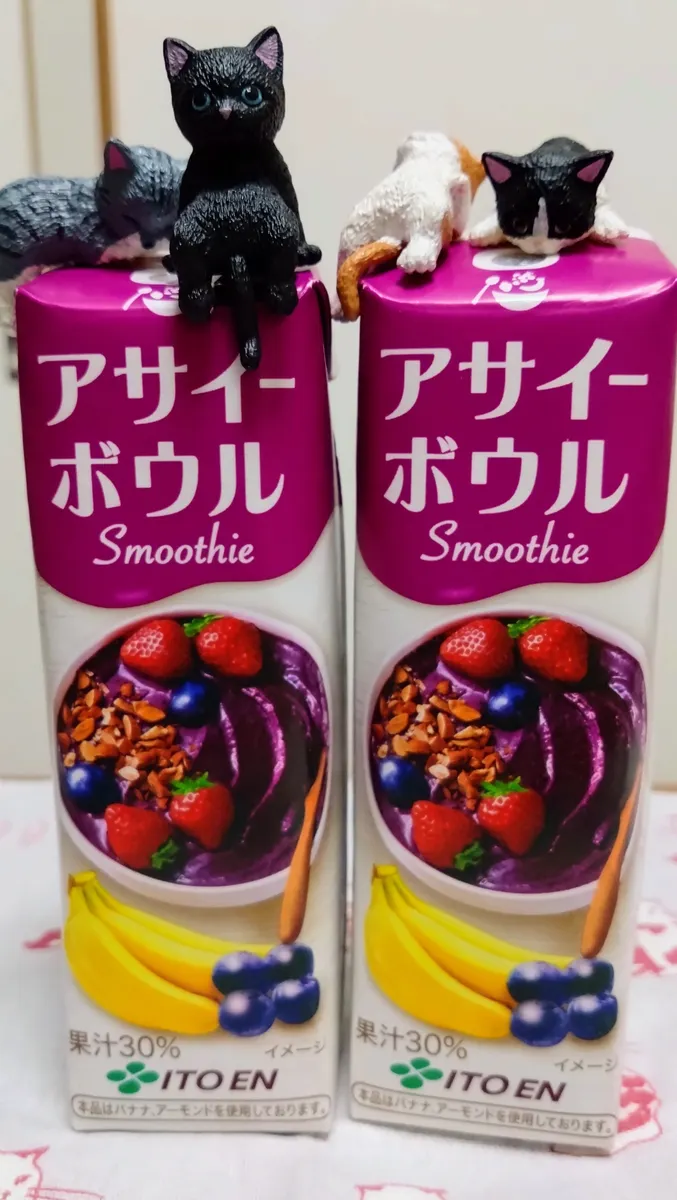 アサイー
ボウル
Smoothie
果汁30%
イメージ
ITO EN
本品はバナナ、アーモンドを使用しております。
アサイー
ボウル
Smoothie
果汁30%
イメージ
ITO EN
本品はバナナ、アーモンドを使用しております。